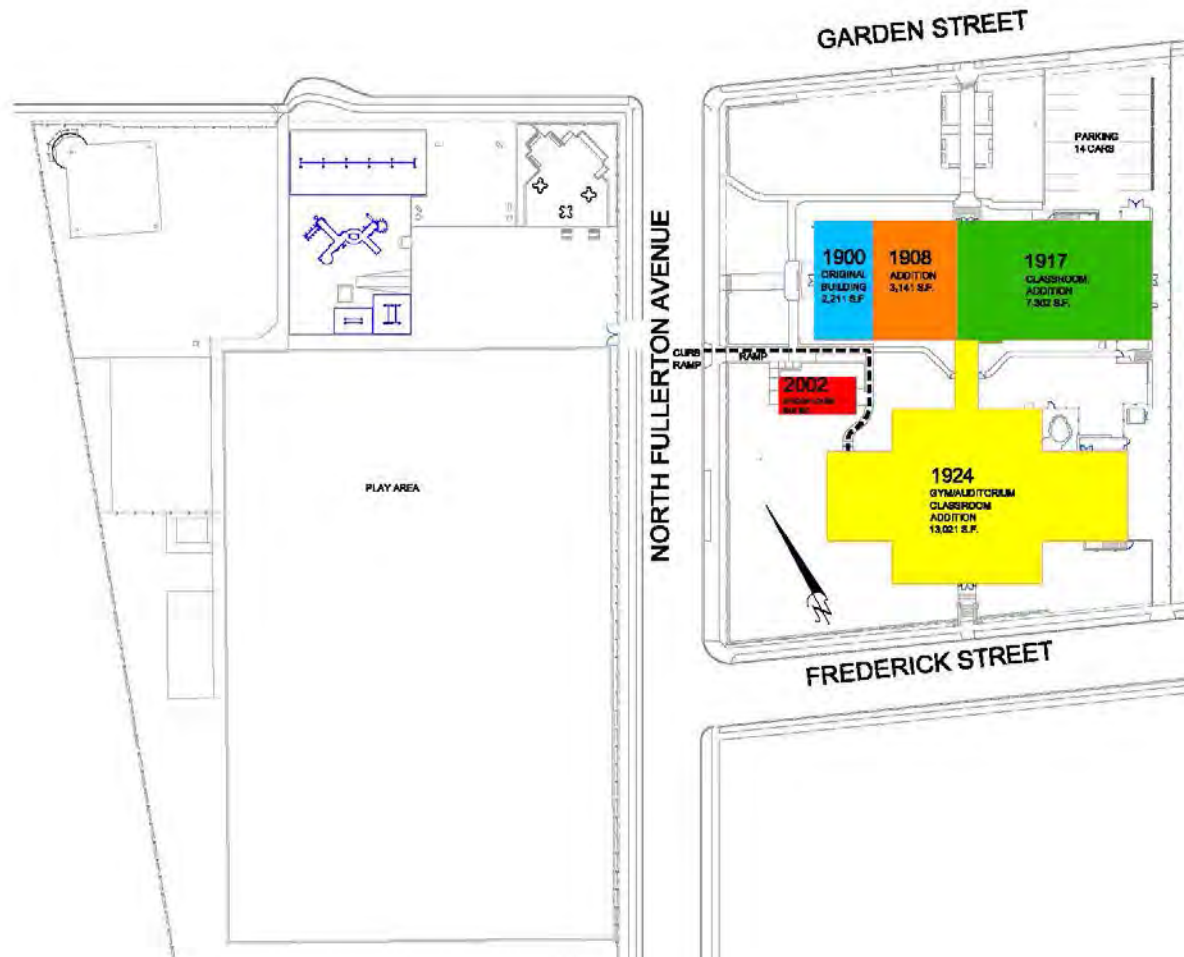 GARDEN STREET
PARKING
14 CARS
NORTH FULLERTON AVENUE
1900
ORIGINAL
BUILDING
2,211 S.F.
1908
ADDITION
3,141 S.F.
1917
CLASSROOM
ADDITION
7,302 S.F.
CURB
RAMP
RAMP
2002
1924
GYM/AUDITORIUM
CLASSROOM
ADDITION
13,021 S.F.
PLAY AREA
N
FREDERICK STREET